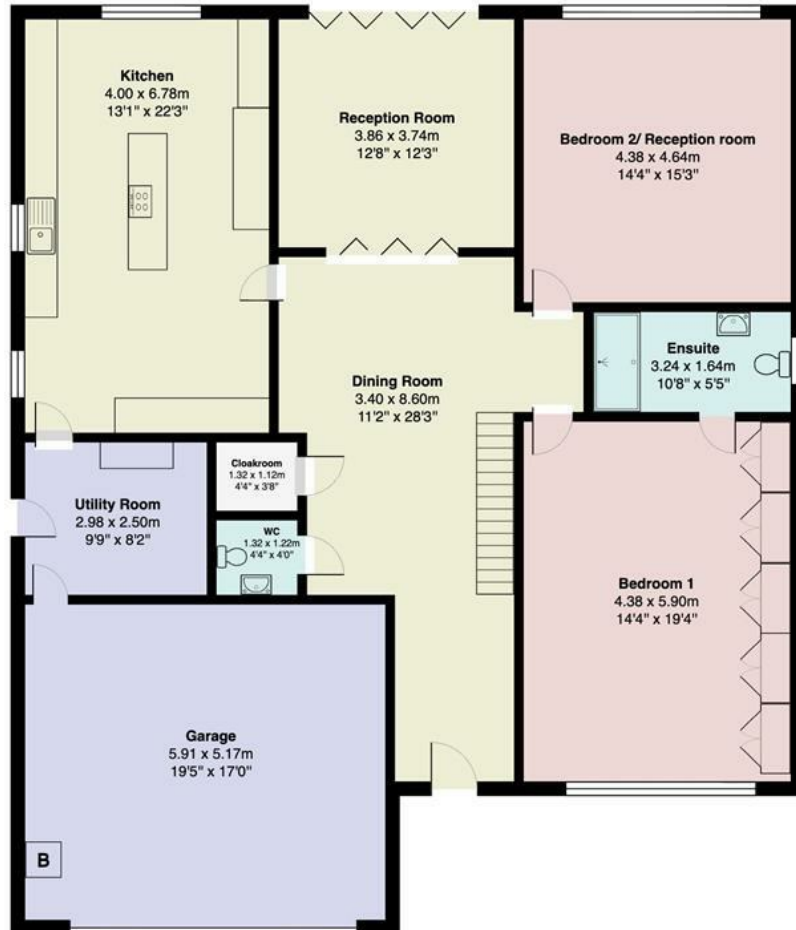 Kitchen
4.00 x 6.78m
13'1" x 22'3"
Reception Room
3.86 x 3.74m
12'8" x 12'3"
Bedroom 2/ Reception room
4.38 x 4.64m
14'4" x 15'3"
Ensuite
3.24 x 1.64m
10'8" x 5'5"
Dining Room
3.40 x 8.60m
11'2" x 28'3"
Cloakroom
1.32 x 1.12m
4'4" x 3'8"
Utility Room
2.98 x 2.50m
9'9" x 8'2"
WC
1.32 x 1.22m
4'4" x 4'0"
Bedroom 1
4.38 x 5.90m
14'4" x 19'4"
Garage
5.91 x 5.17m
19'5" x 17'0"
B